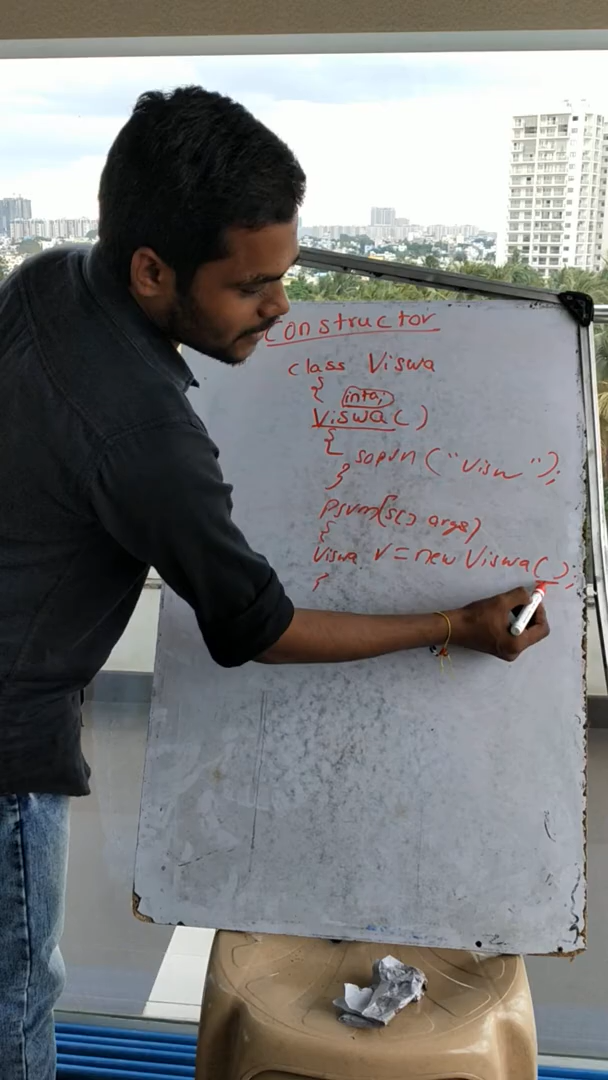 Constructor
class Viswa
{
int a;
Viswa()
{
sopln ("Visw");
}
psvm(s[] args)
{
Viswa v = new Viswa();
}